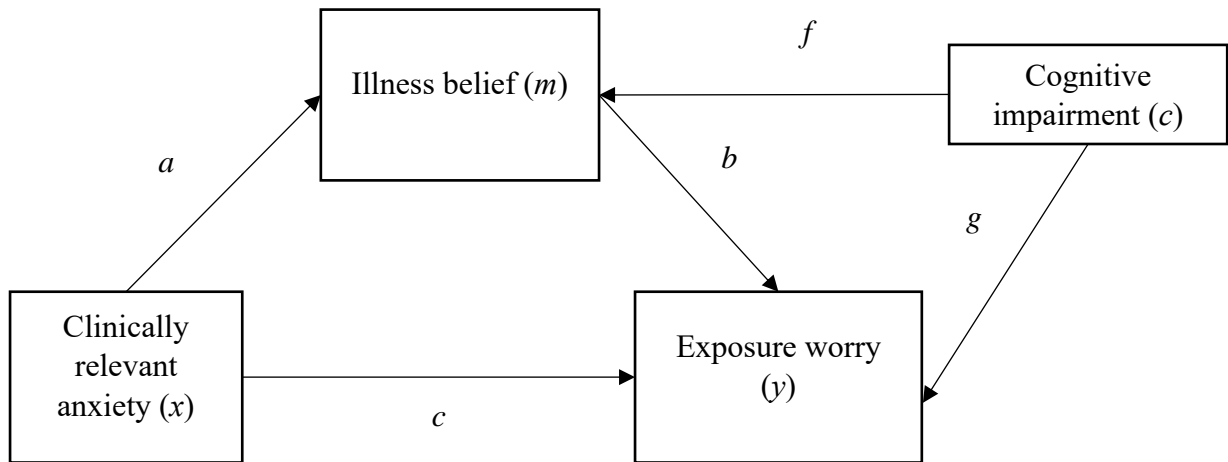 f
Illness belief (m)
Cognitive
impairment (c)
a
b
g
Clinically
relevant
anxiety (x)
Exposure worry
(y)
c